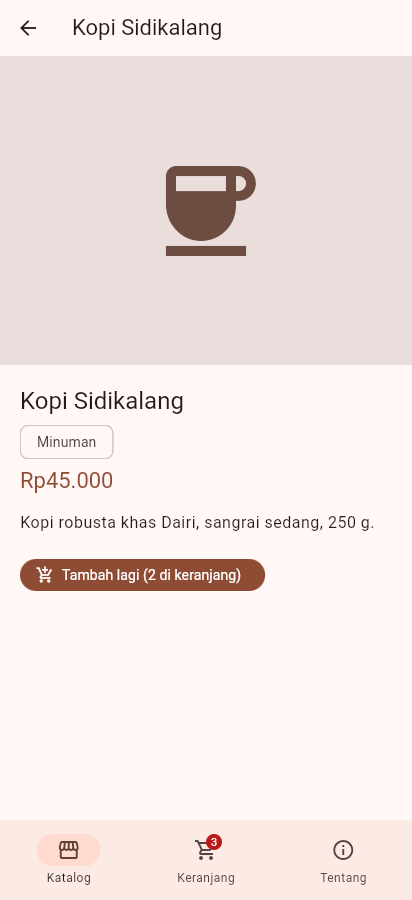 Kopi Sidikalang
Kopi Sidikalang
Minuman
Rp45.000
Kopi robusta khas Dairi, sangrai sedang, 250 g.
Tambah lagi (2 di keranjang)
3
Katalog
Keranjang
Tentang